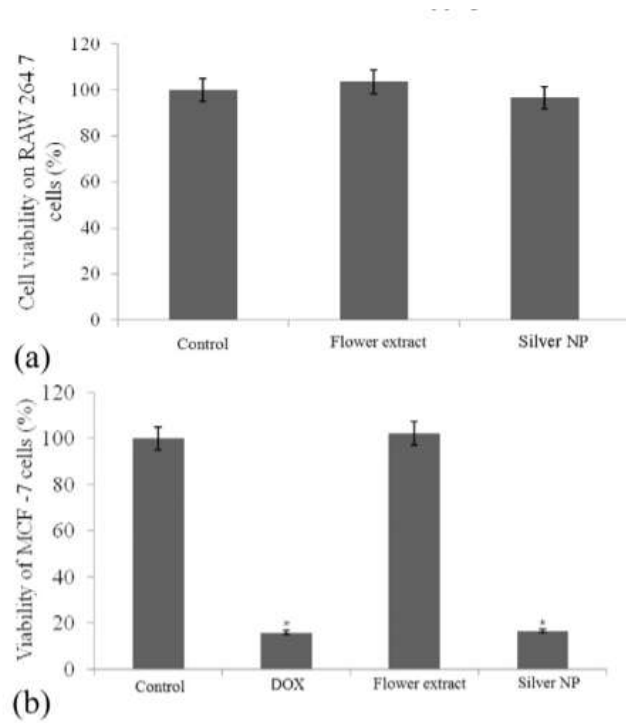 120
100
80
60
40
20
0
Cell viability on RAW 264.7
cells (%)
Control
Flower extract
Silver NP
(a)
120
100
80
60
40
20
0
Viability of MCF -7 cells (%)
*
*
Control
DOX
Flower extract
Silver NP
(b)